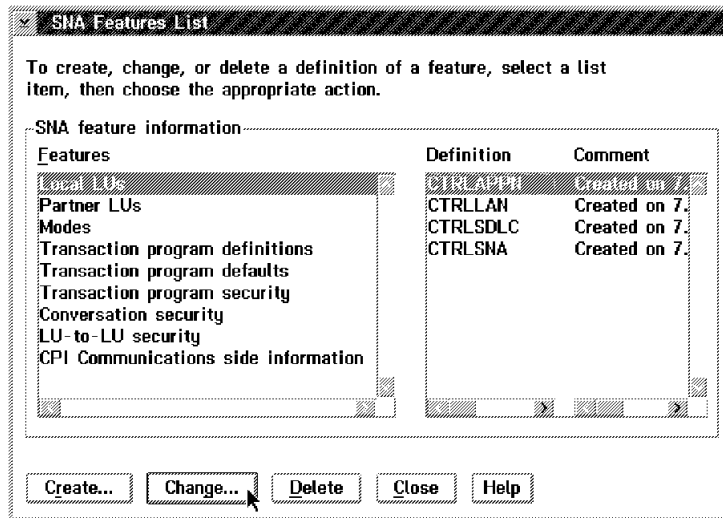 SNA Features List
To create, change, or delete a definition of a feature, select a list
item, then choose the appropriate action.
SNA feature information
Features
Local LUs
Partner LUs
Modes
Transaction program definitions
Transaction program defaults
Transaction program security
Conversation security
LU-to-LU security
CPI Communications side information
Definition Comment
CTRLAPPN Created on 7.
CTRLLAN Created on 7.
CTRLSDLC Created on 7.
CTRLSNA Created on 7.
Create... Change... Delete Close Help